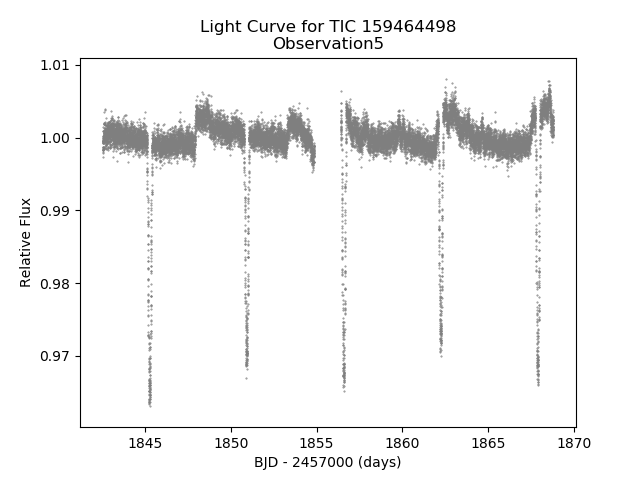 Light Curve for TIC 159464498
Observation5
1.01
1.00
0.99
0.98
0.97
Relative Flux
1845 1850 1855 1860 1865 1870
BJD - 2457000 (days)